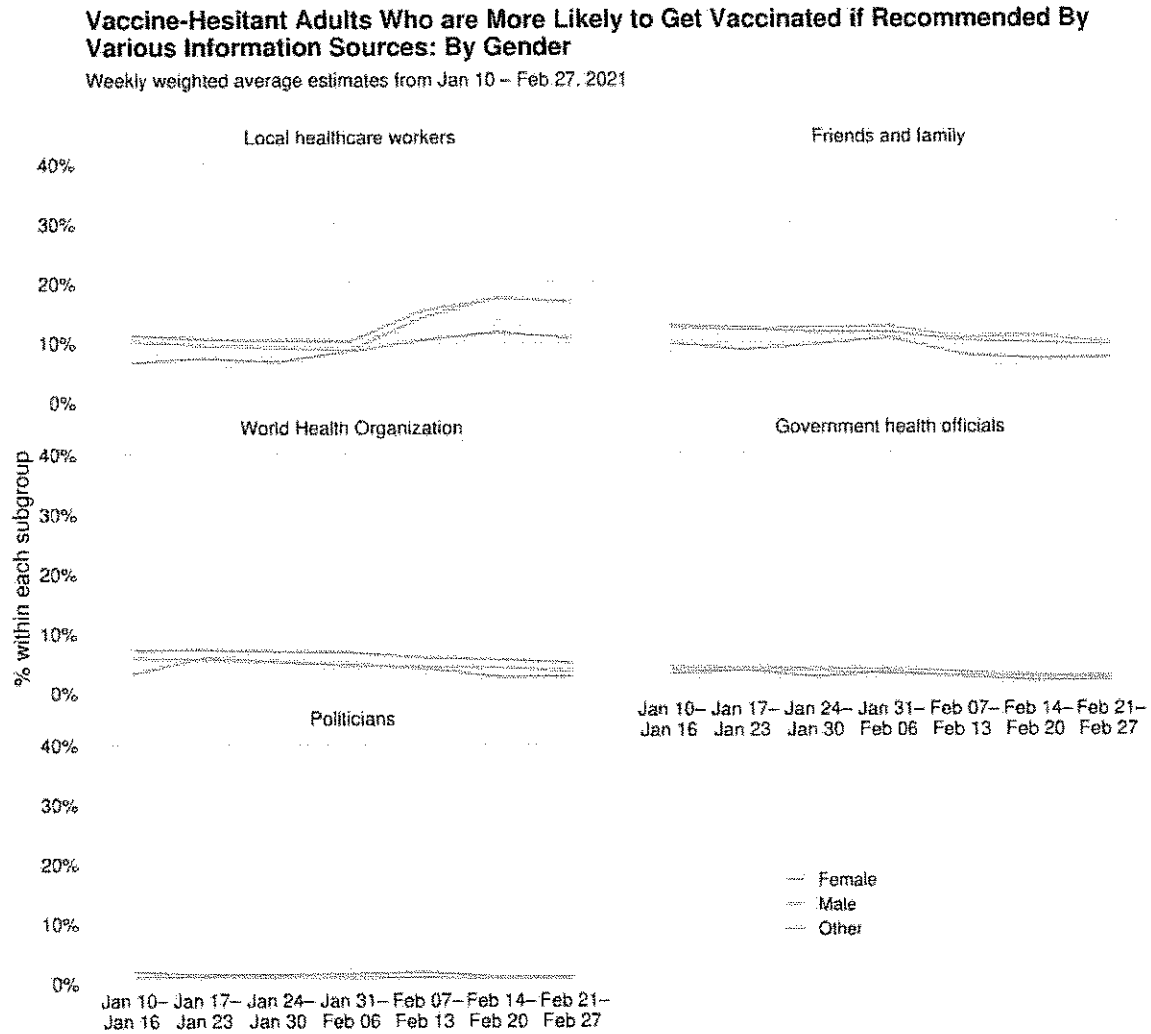 Vaccine-Hesitant Adults Who are More Likely to Get Vaccinated if Recommended By
Various Information Sources: By Gender
Weekly weighted average estimates from Jan 10 – Feb 27, 2021
Local healthcare workers
40%
30%
20%
10%
0%
Friends and family
World Health Organization
40%
30%
20%
10%
0%
Government health officials
Jan 10– Jan 17– Jan 24– Jan 31– Feb 07– Feb 14– Feb 21–
Jan 16 Jan 23 Jan 30 Feb 06 Feb 13 Feb 20 Feb 27
% within each subgroup
Politicians
40%
30%
20%
10%
0%
Jan 10– Jan 17– Jan 24– Jan 31– Feb 07– Feb 14– Feb 21–
Jan 16 Jan 23 Jan 30 Feb 06 Feb 13 Feb 20 Feb 27
Female
Male
Other